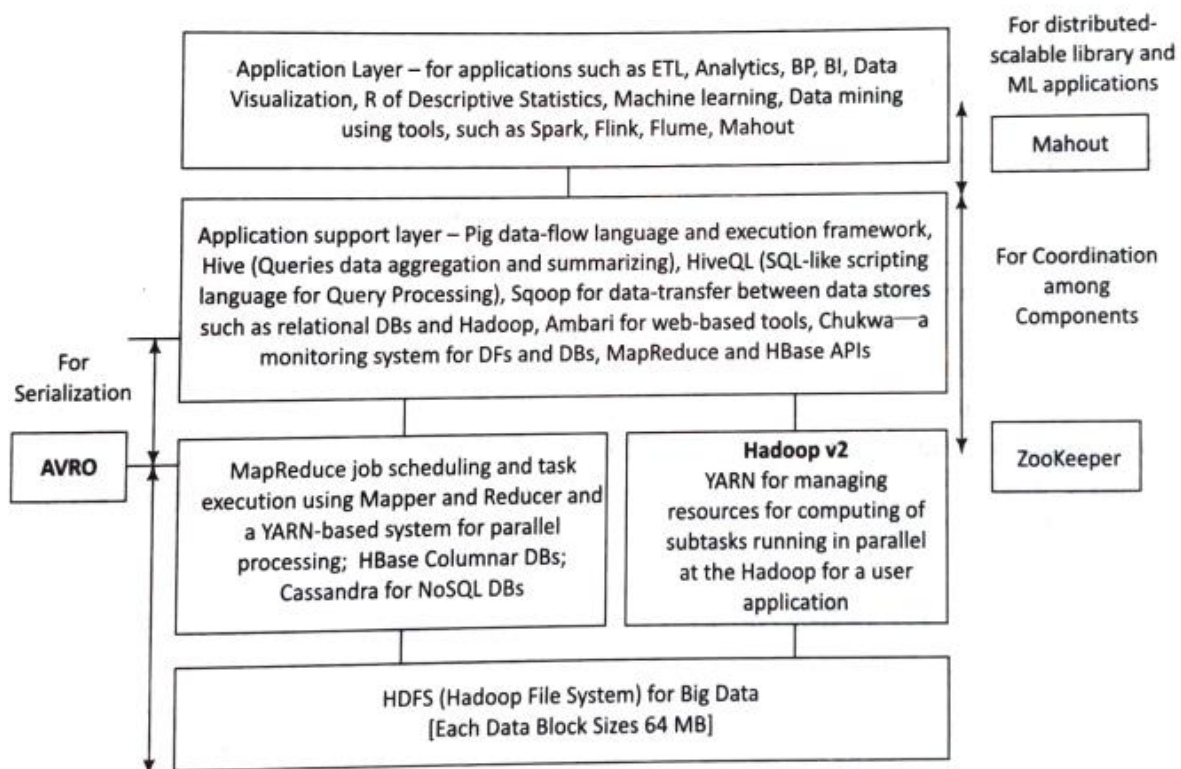 For distributed-
scalable library and
ML applications
Application Layer – for applications such as ETL, Analytics, BP, BI, Data
Visualization, R of Descriptive Statistics, Machine learning, Data mining
using tools, such as Spark, Flink, Flume, Mahout
Mahout
Application support layer – Pig data-flow language and execution framework,
Hive (Queries data aggregation and summarizing), HiveQL (SQL-like scripting
language for Query Processing), Sqoop for data-transfer between data stores
such as relational DBs and Hadoop, Ambari for web-based tools, Chukwa—a
monitoring system for DFs and DBs, MapReduce and HBase APIs
For Coordination
among
Components
For
Serialization
AVRO
MapReduce job scheduling and task
execution using Mapper and Reducer and
a YARN-based system for parallel
processing; HBase Columnar DBs;
Cassandra for NoSQL DBs
Hadoop v2
YARN for managing
resources for computing of
subtasks running in parallel
at the Hadoop for a user
application
ZooKeeper
HDFS (Hadoop File System) for Big Data
[Each Data Block Sizes 64 MB]